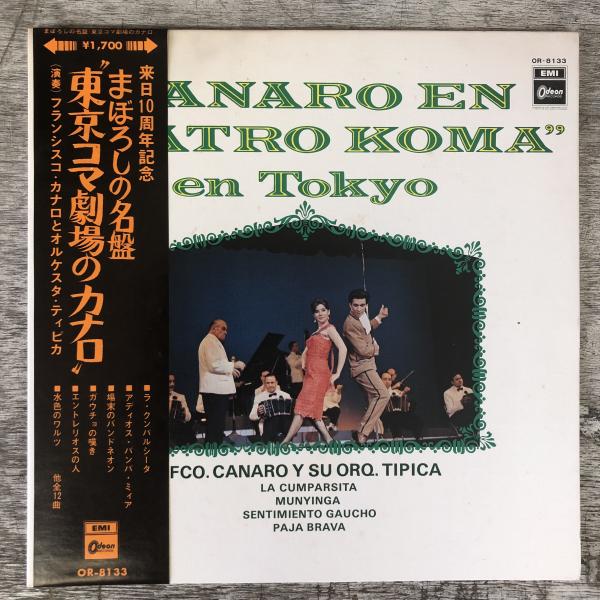 まぼろしの名盤 東京コマ劇場のカナロ
¥1,700
来日10周年記念
まぼろしの名盤
"東京コマ劇場のカナロ"
(演奏)フランシスコ・カナロとオルケスタ・ティピカ
■ラ・クンパルシータ
■アディオス・パンパ・ミィア
■場末のバンドネオン
■ガウチョの嘆き
■エントレリオスの人
■水色のワルツ
他全12曲
EMI
Odeon
OR-8133
OR-8133
EMI
Odeon
ANARO EN
ATRO KOMA"
en Tokyo
FCO. CANARO Y SU ORQ. TIPICA
LA CUMPARSITA
MUNYINGA
SENTIMIENTO GAUCHO
PAJA BRAVA